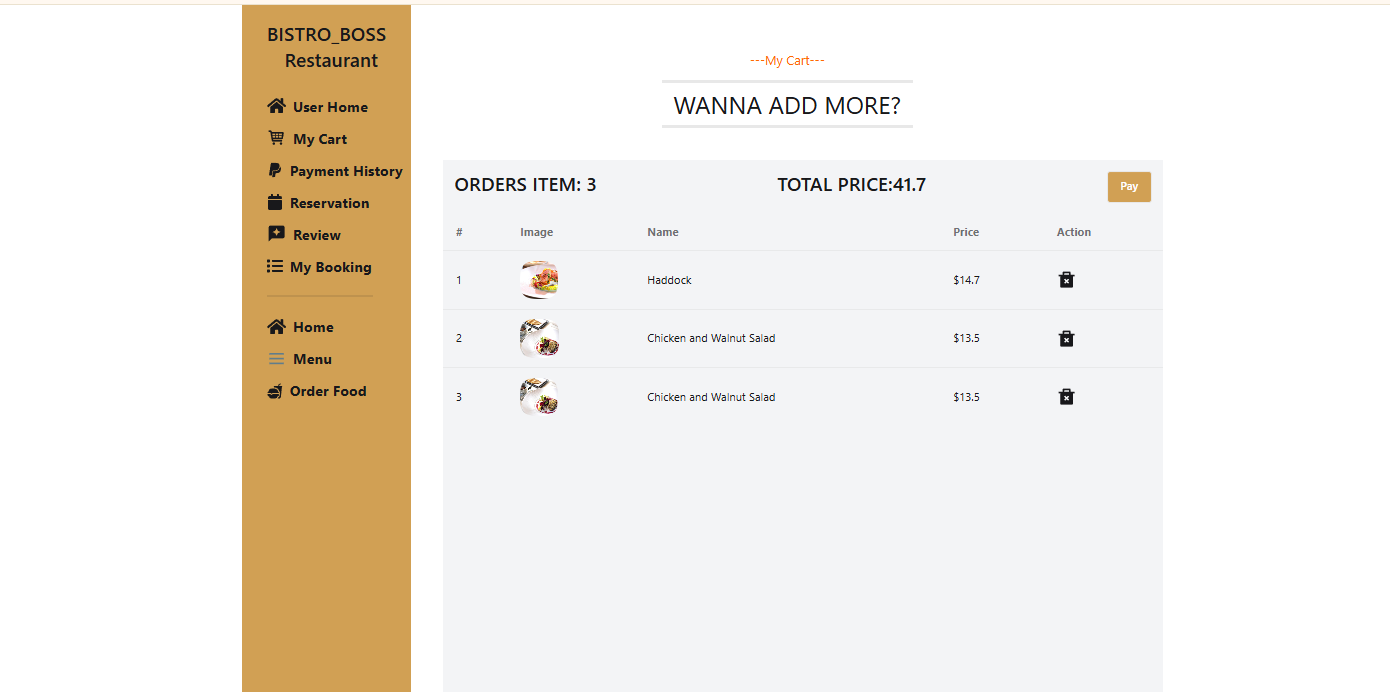 BISTRO_BOSS
Restaurant
User Home
My Cart
Payment History
Reservation
Review
My Booking
Home
Menu
Order Food
---My Cart---
WANNA ADD MORE?
ORDERS ITEM: 3 TOTAL PRICE:41.7 Pay
# Image Name Price Action
1 Haddock $14.7
2 Chicken and Walnut Salad $13.5
3 Chicken and Walnut Salad $13.5